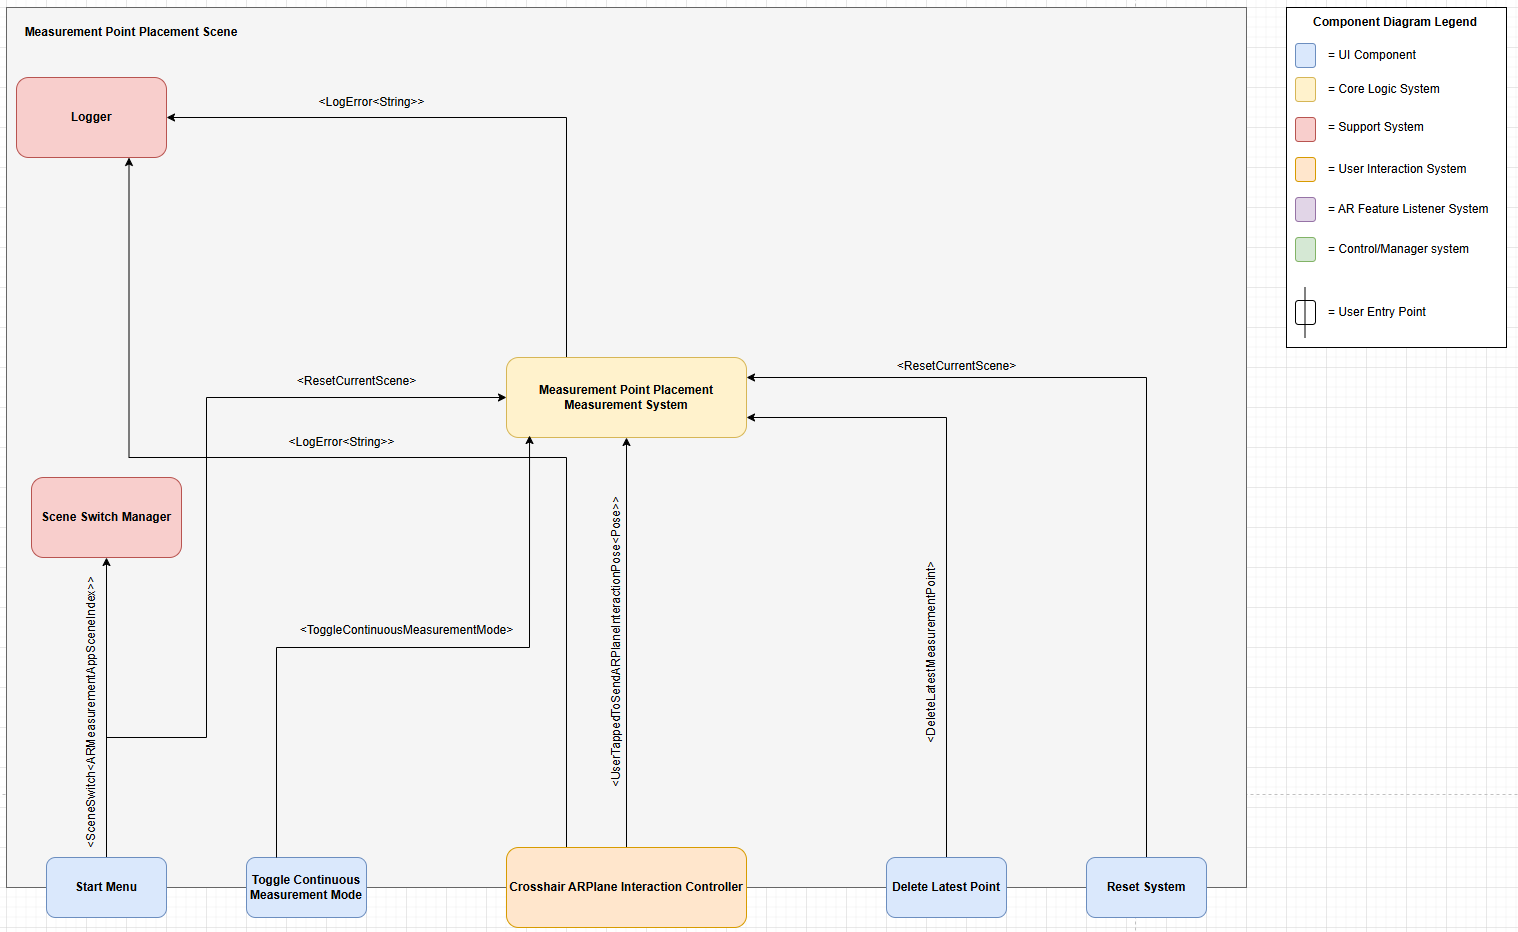 Measurement Point Placement Scene
Logger
<LogError<String>>
<ResetCurrentScene>
Measurement Point Placement
Measurement System
<ResetCurrentScene>
<LogError<String>>
Scene Switch Manager
<SceneSwitch<ARMeasurementAppSceneIndex>>
<ToggleContinuousMeasurementMode>
<UserTappedToSendARPlaneInteractionPose<Pose>>
<DeleteLatestMeasurementPoint>
Start Menu
Toggle Continuous
Measurement Mode
Crosshair ARPlane Interaction Controller
Delete Latest Point
Reset System
Component Diagram Legend
= UI Component
= Core Logic System
= Support System
= User Interaction System
= AR Feature Listener System
= Control/Manager system
= User Entry Point